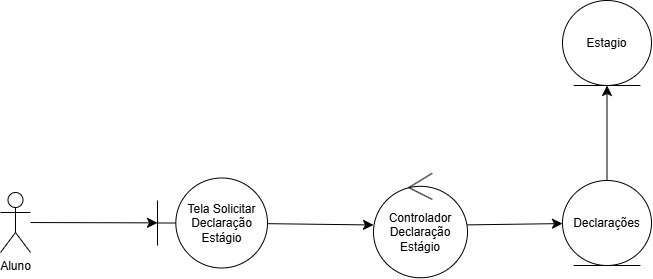 Estagio
Tela Solicitar
Declaração
Estágio
Controlador
Declaração
Estágio
Declarações
Aluno